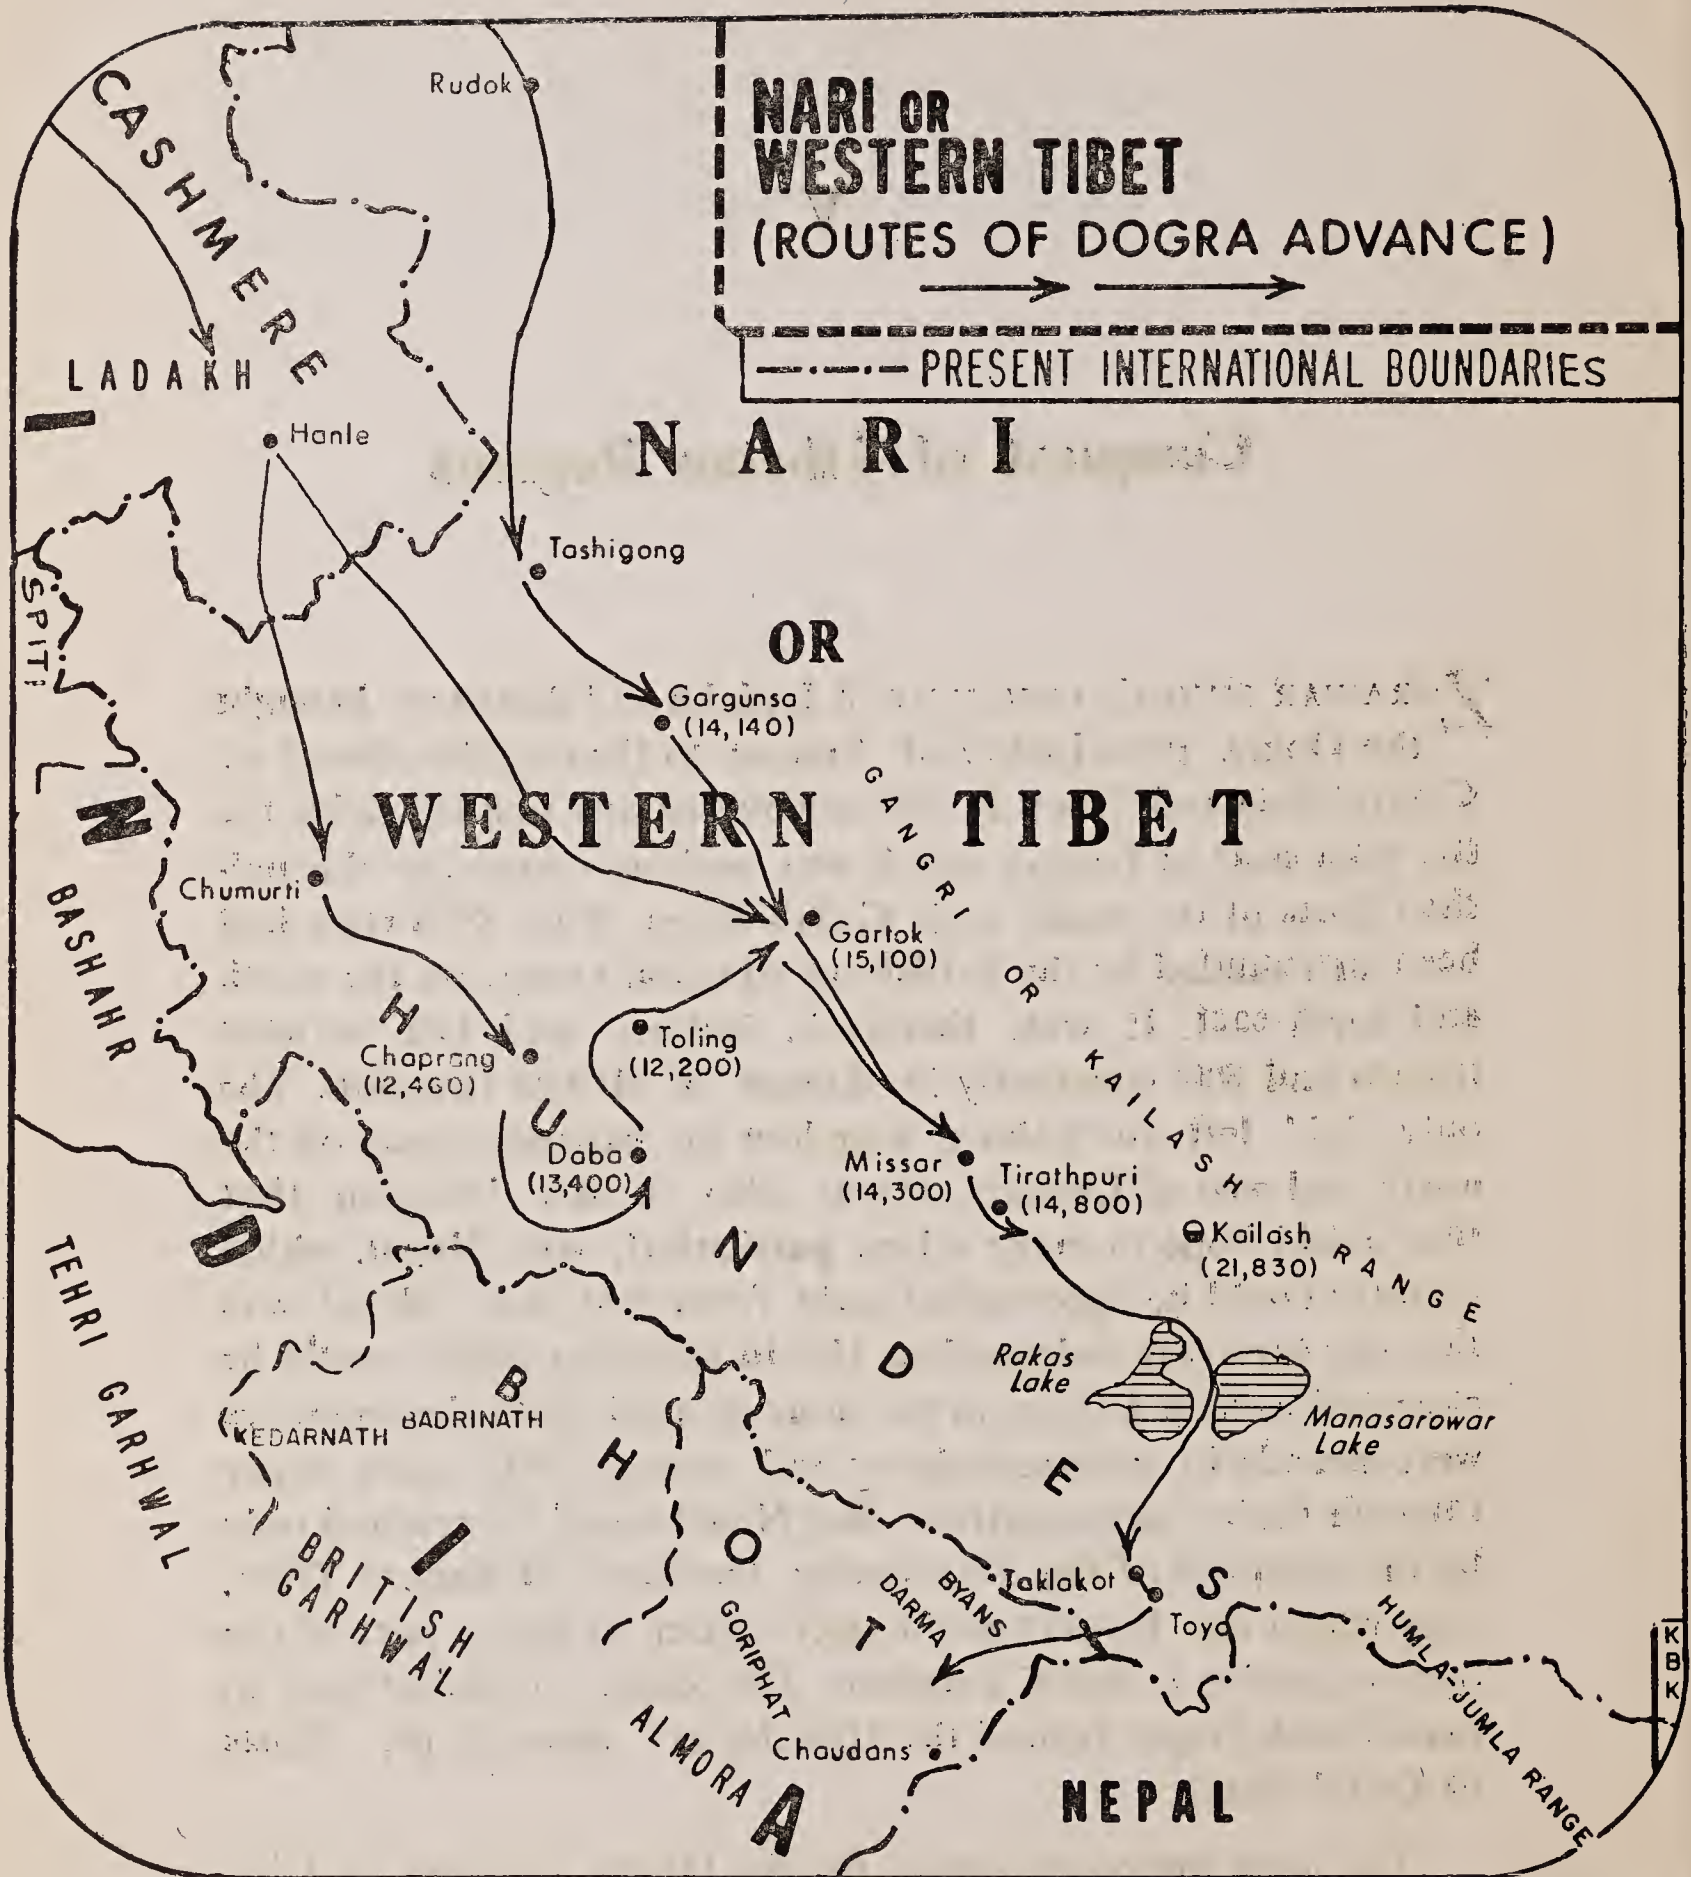 NARI OR
WESTERN TIBET
(ROUTES OF DOGRA ADVANCE)
PRESENT INTERNATIONAL BOUNDARIES
Rudok
CASHMERE
LADAKH
Hanle
NARI
Tashigong
OR
SPITI
Gargunsa
(14,140)
WESTERN TIBET
GANGRI OR KAILASH RANGE
Chumurti
BASHAHR
Gartok
(15,100)
Toling
(12,200)
Chaprang
(12,460)
Daba
(13,400)
Missar
(14,300)
Tirathpuri
(14,800)
Kailash
(21,830)
HUNDES
INDIA
TEHRI GARHWAL
Rakas
Lake
Manasarowar
Lake
KEDARNATH
BADRINATH
BHOT
BRITISH
GARHWAL
Taklakot
Toyo
BYANS
DARMA
GORIPHAT
HUMLA-JUMLA RANGE
ALMORA
Chaudans
NEPAL
KBK